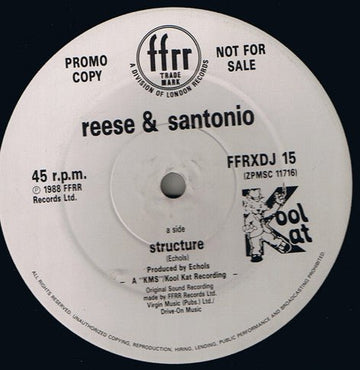 PROMO COPY
ffrr
TRADE MARK
A DIVISION OF LONDON RECORDS
NOT FOR SALE
reese & santonio
45 r.p.m.
℗ 1988 FFRR
Records Ltd.
FFRXDJ 15
(ZPMSC 11716)
Kool Kat
a side
structure
(Echols)
Produced by Echols
- A "KMS"/Kool Kat Recording -
Original Sound Recording
made by FFRR Records Ltd.
Virgin Music (Pubs.) Ltd./
Drive-On Music
ALL RIGHTS RESERVED. UNAUTHORIZED COPYING, REPRODUCTION, HIRING, LENDING, PUBLIC PERFORMANCE AND BROADCASTING PROHIBITED.